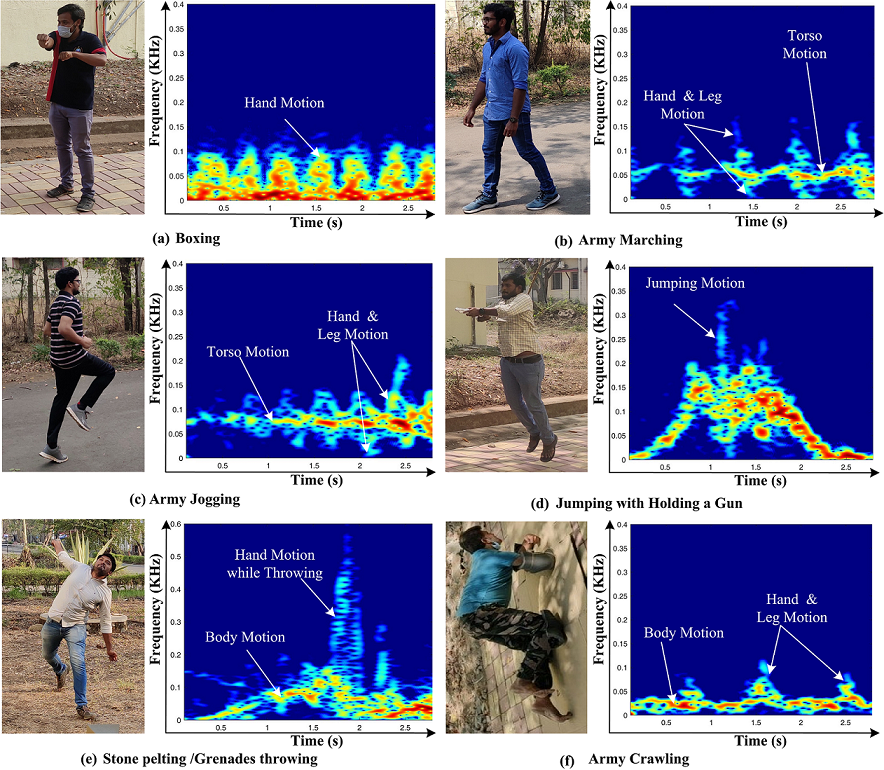 Frequency (KHz)
0.4
0.35
0.3
0.25
0.2
0.15
0.1
0.05
0
Hand Motion
0.5 1 1.5 2 2.5
Time (s)
(a) Boxing
Frequency (KHz)
0.4
0.35
0.3
0.25
0.2
0.15
0.1
0.05
0
Torso
Motion
Hand & Leg
Motion
0.5 1 1.5 2 2.5
Time (s)
(b) Army Marching
Frequency (KHz)
0.4
0.35
0.3
0.25
0.2
0.15
0.1
0.05
0
Hand &
Leg Motion
Torso Motion
0.5 1 1.5 2 2.5
Time (s)
(c) Army Jogging
Frequency (KHz)
0.4
0.35
0.3
0.25
0.2
0.15
0.1
0.05
0
Jumping Motion
0.5 1 1.5 2 2.5
Time (s)
(d) Jumping with Holding a Gun
Frequency (KHz)
0.6
0.5
0.4
0.3
0.2
0.1
0
Hand Motion
while Throwing
Body Motion
0.5 1 1.5 2 2.5
Time (s)
(e) Stone pelting /Grenades throwing
Frequency (KHz)
0.4
0.35
0.3
0.25
0.2
0.15
0.1
0.05
0
Hand &
Leg Motion
Body Motion
0.5 1 1.5 2 2.5
Time (s)
(f) Army Crawling